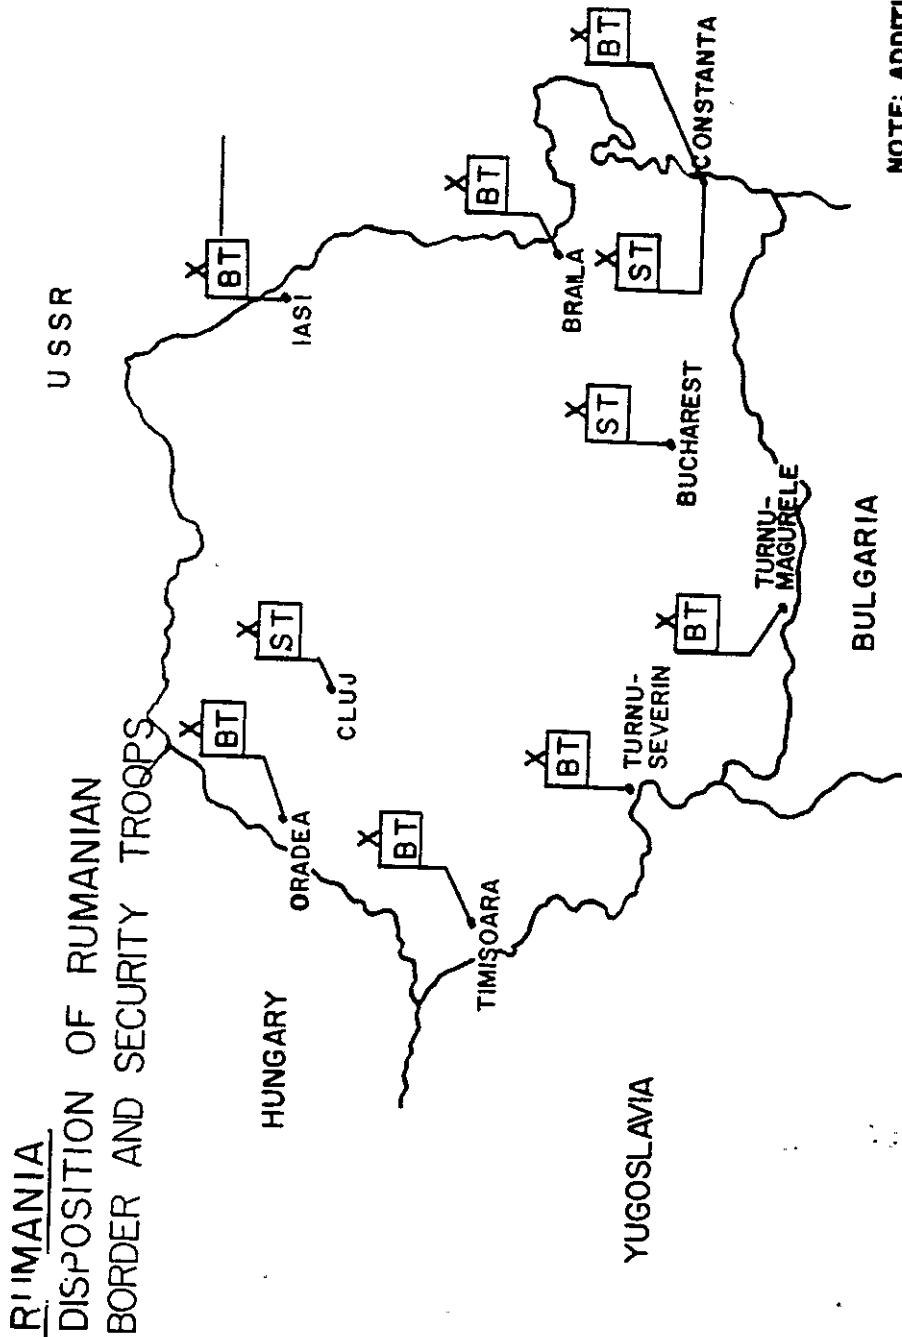 RUMANIA
DISPOSITION OF RUMANIAN
BORDER AND SECURITY TROOPS
USSR
X
BT
IASI
X
BT
ORADEA
X
ST
CLUJ
HUNGARY
X
BT
TIMISOARA
X
BT
BRAILA
X
BT
CONSTANTA
X
ST
X
ST
BUCHAREST
X
BT
TURNU-
SEVERIN
X
BT
TURNU-
MAGURELE
YUGOSLAVIA
BULGARIA
NOTE: